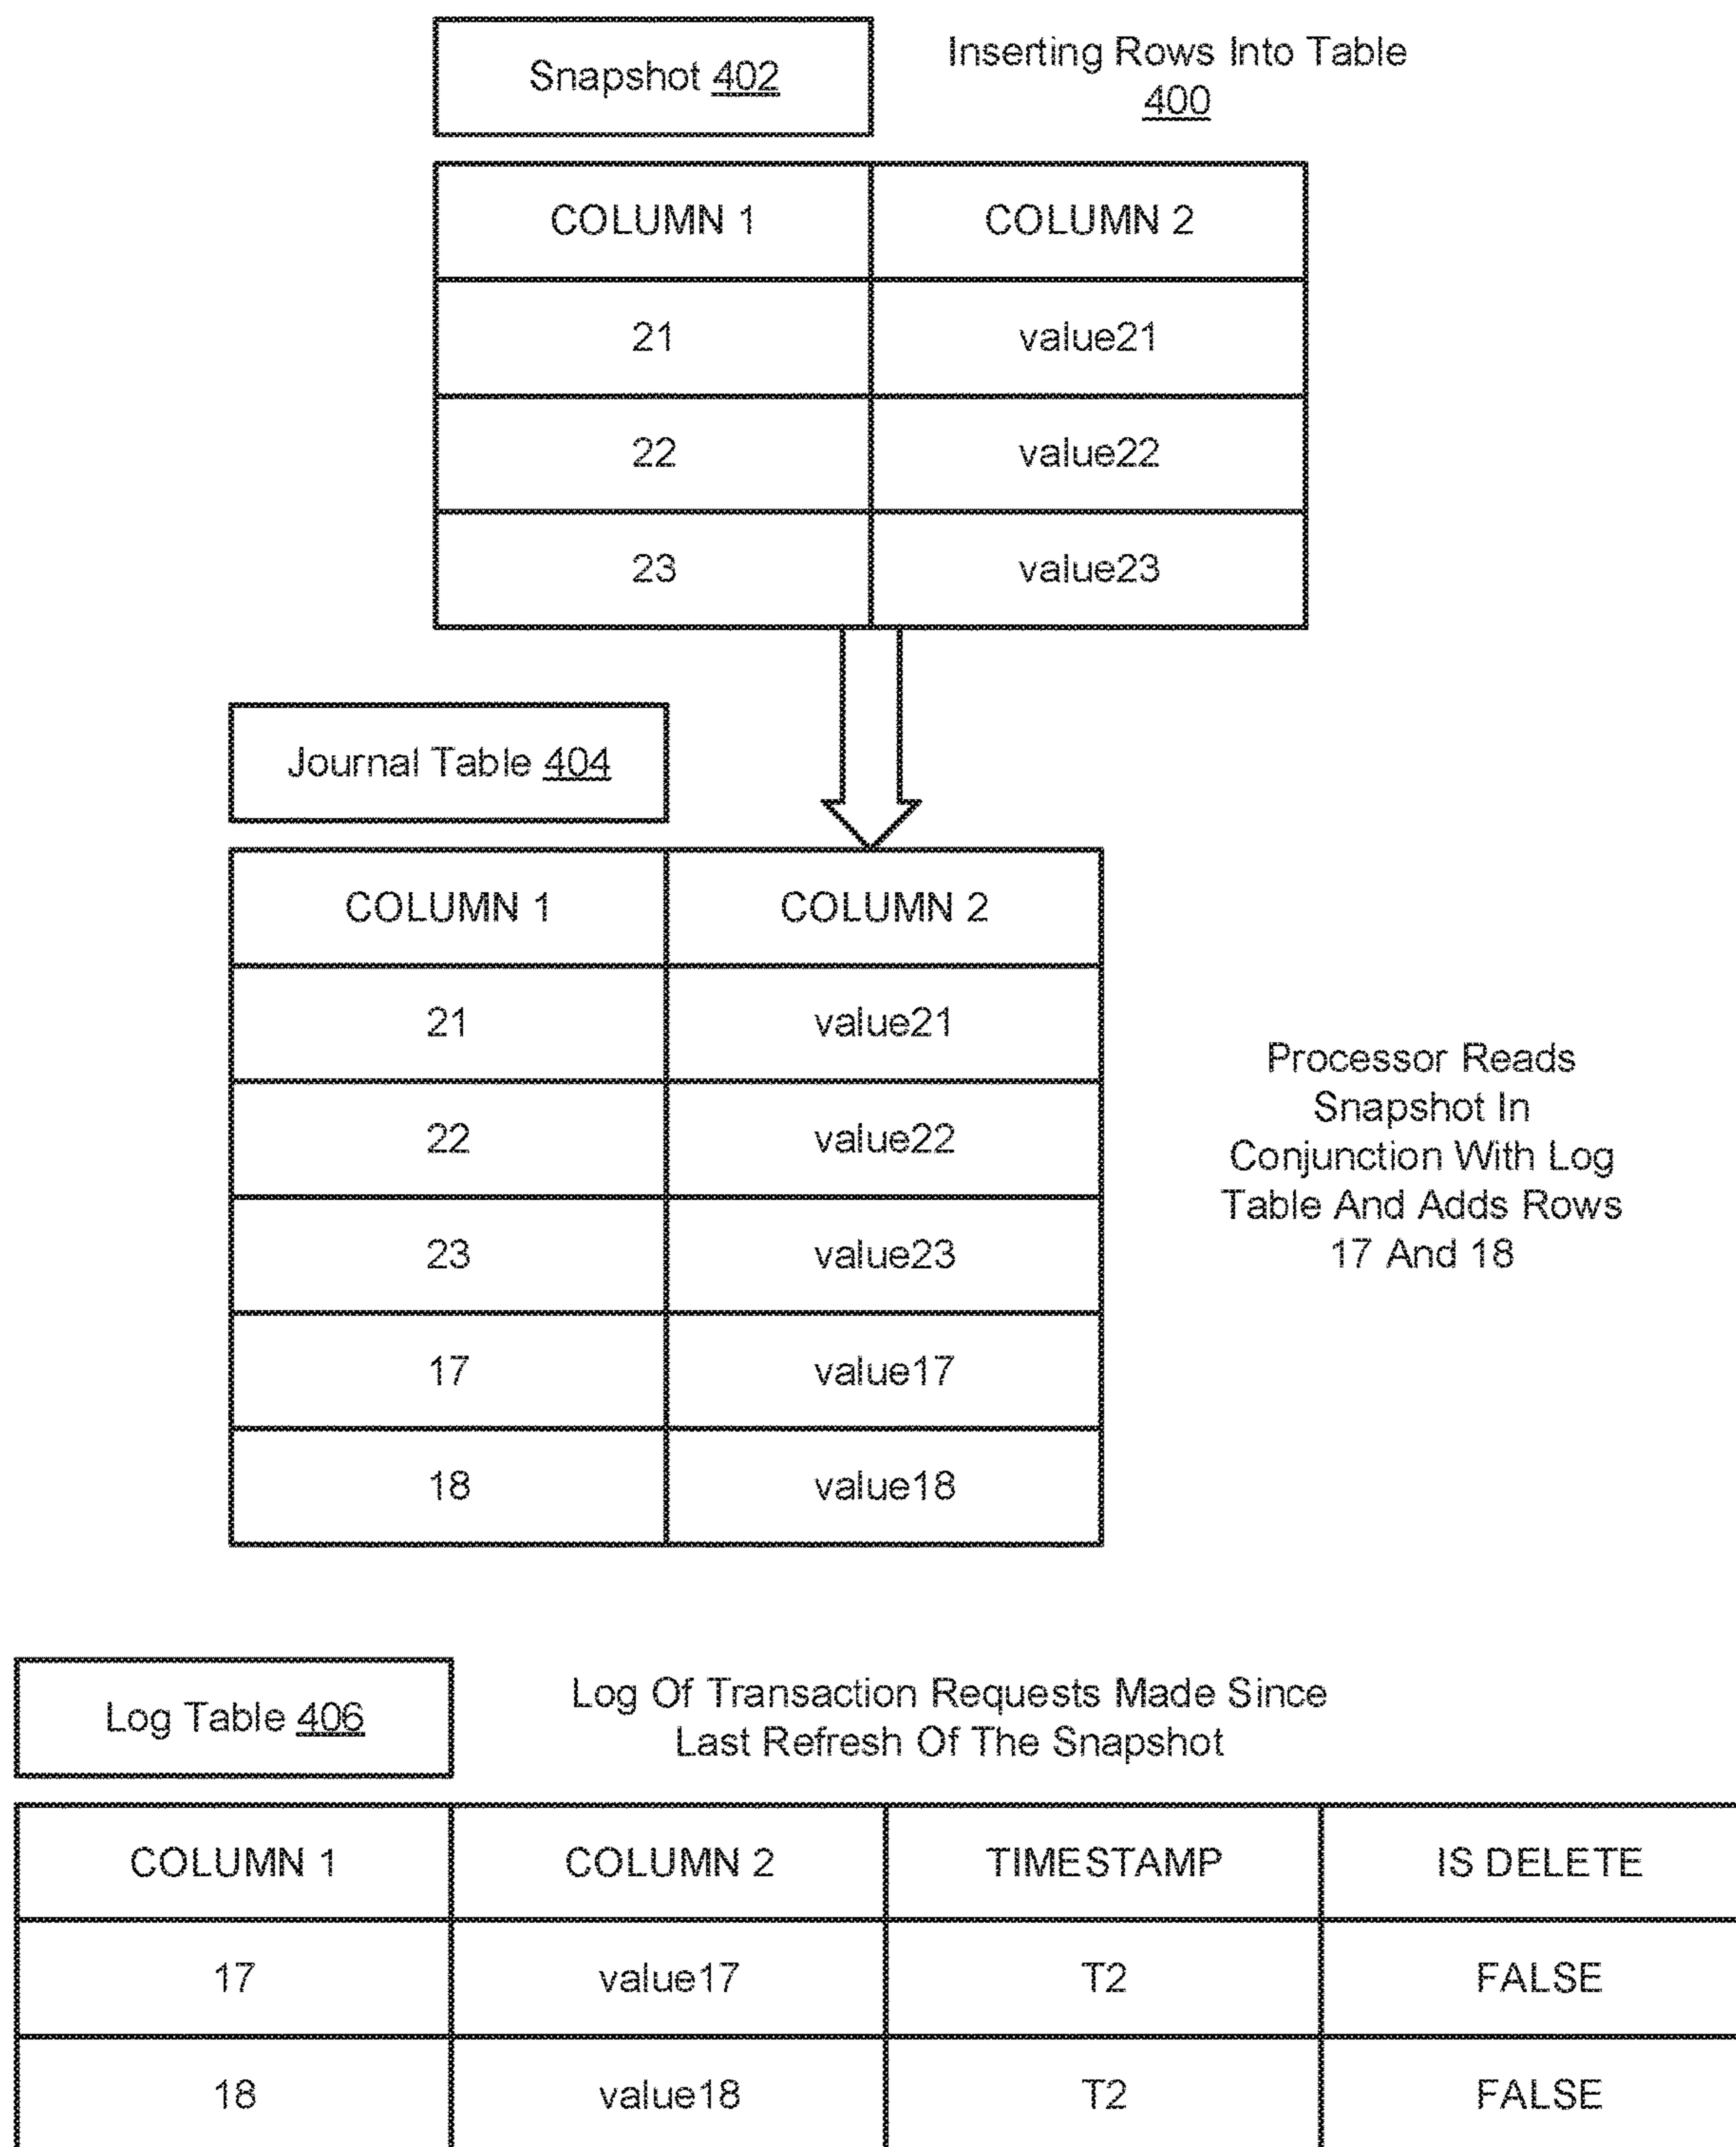 Snapshot 402
Inserting Rows Into Table
400
COLUMN 1 COLUMN 2
21 value21
22 value22
23 value23
Journal Table 404
COLUMN 1 COLUMN 2
21 value21
22 value22
23 value23
17 value17
18 value18
Processor Reads
Snapshot In
Conjunction With Log
Table And Adds Rows
17 And 18
Log Table 406
Log Of Transaction Requests Made Since
Last Refresh Of The Snapshot
COLUMN 1 COLUMN 2 TIMESTAMP IS DELETE
17 value17 T2 FALSE
18 value18 T2 FALSE